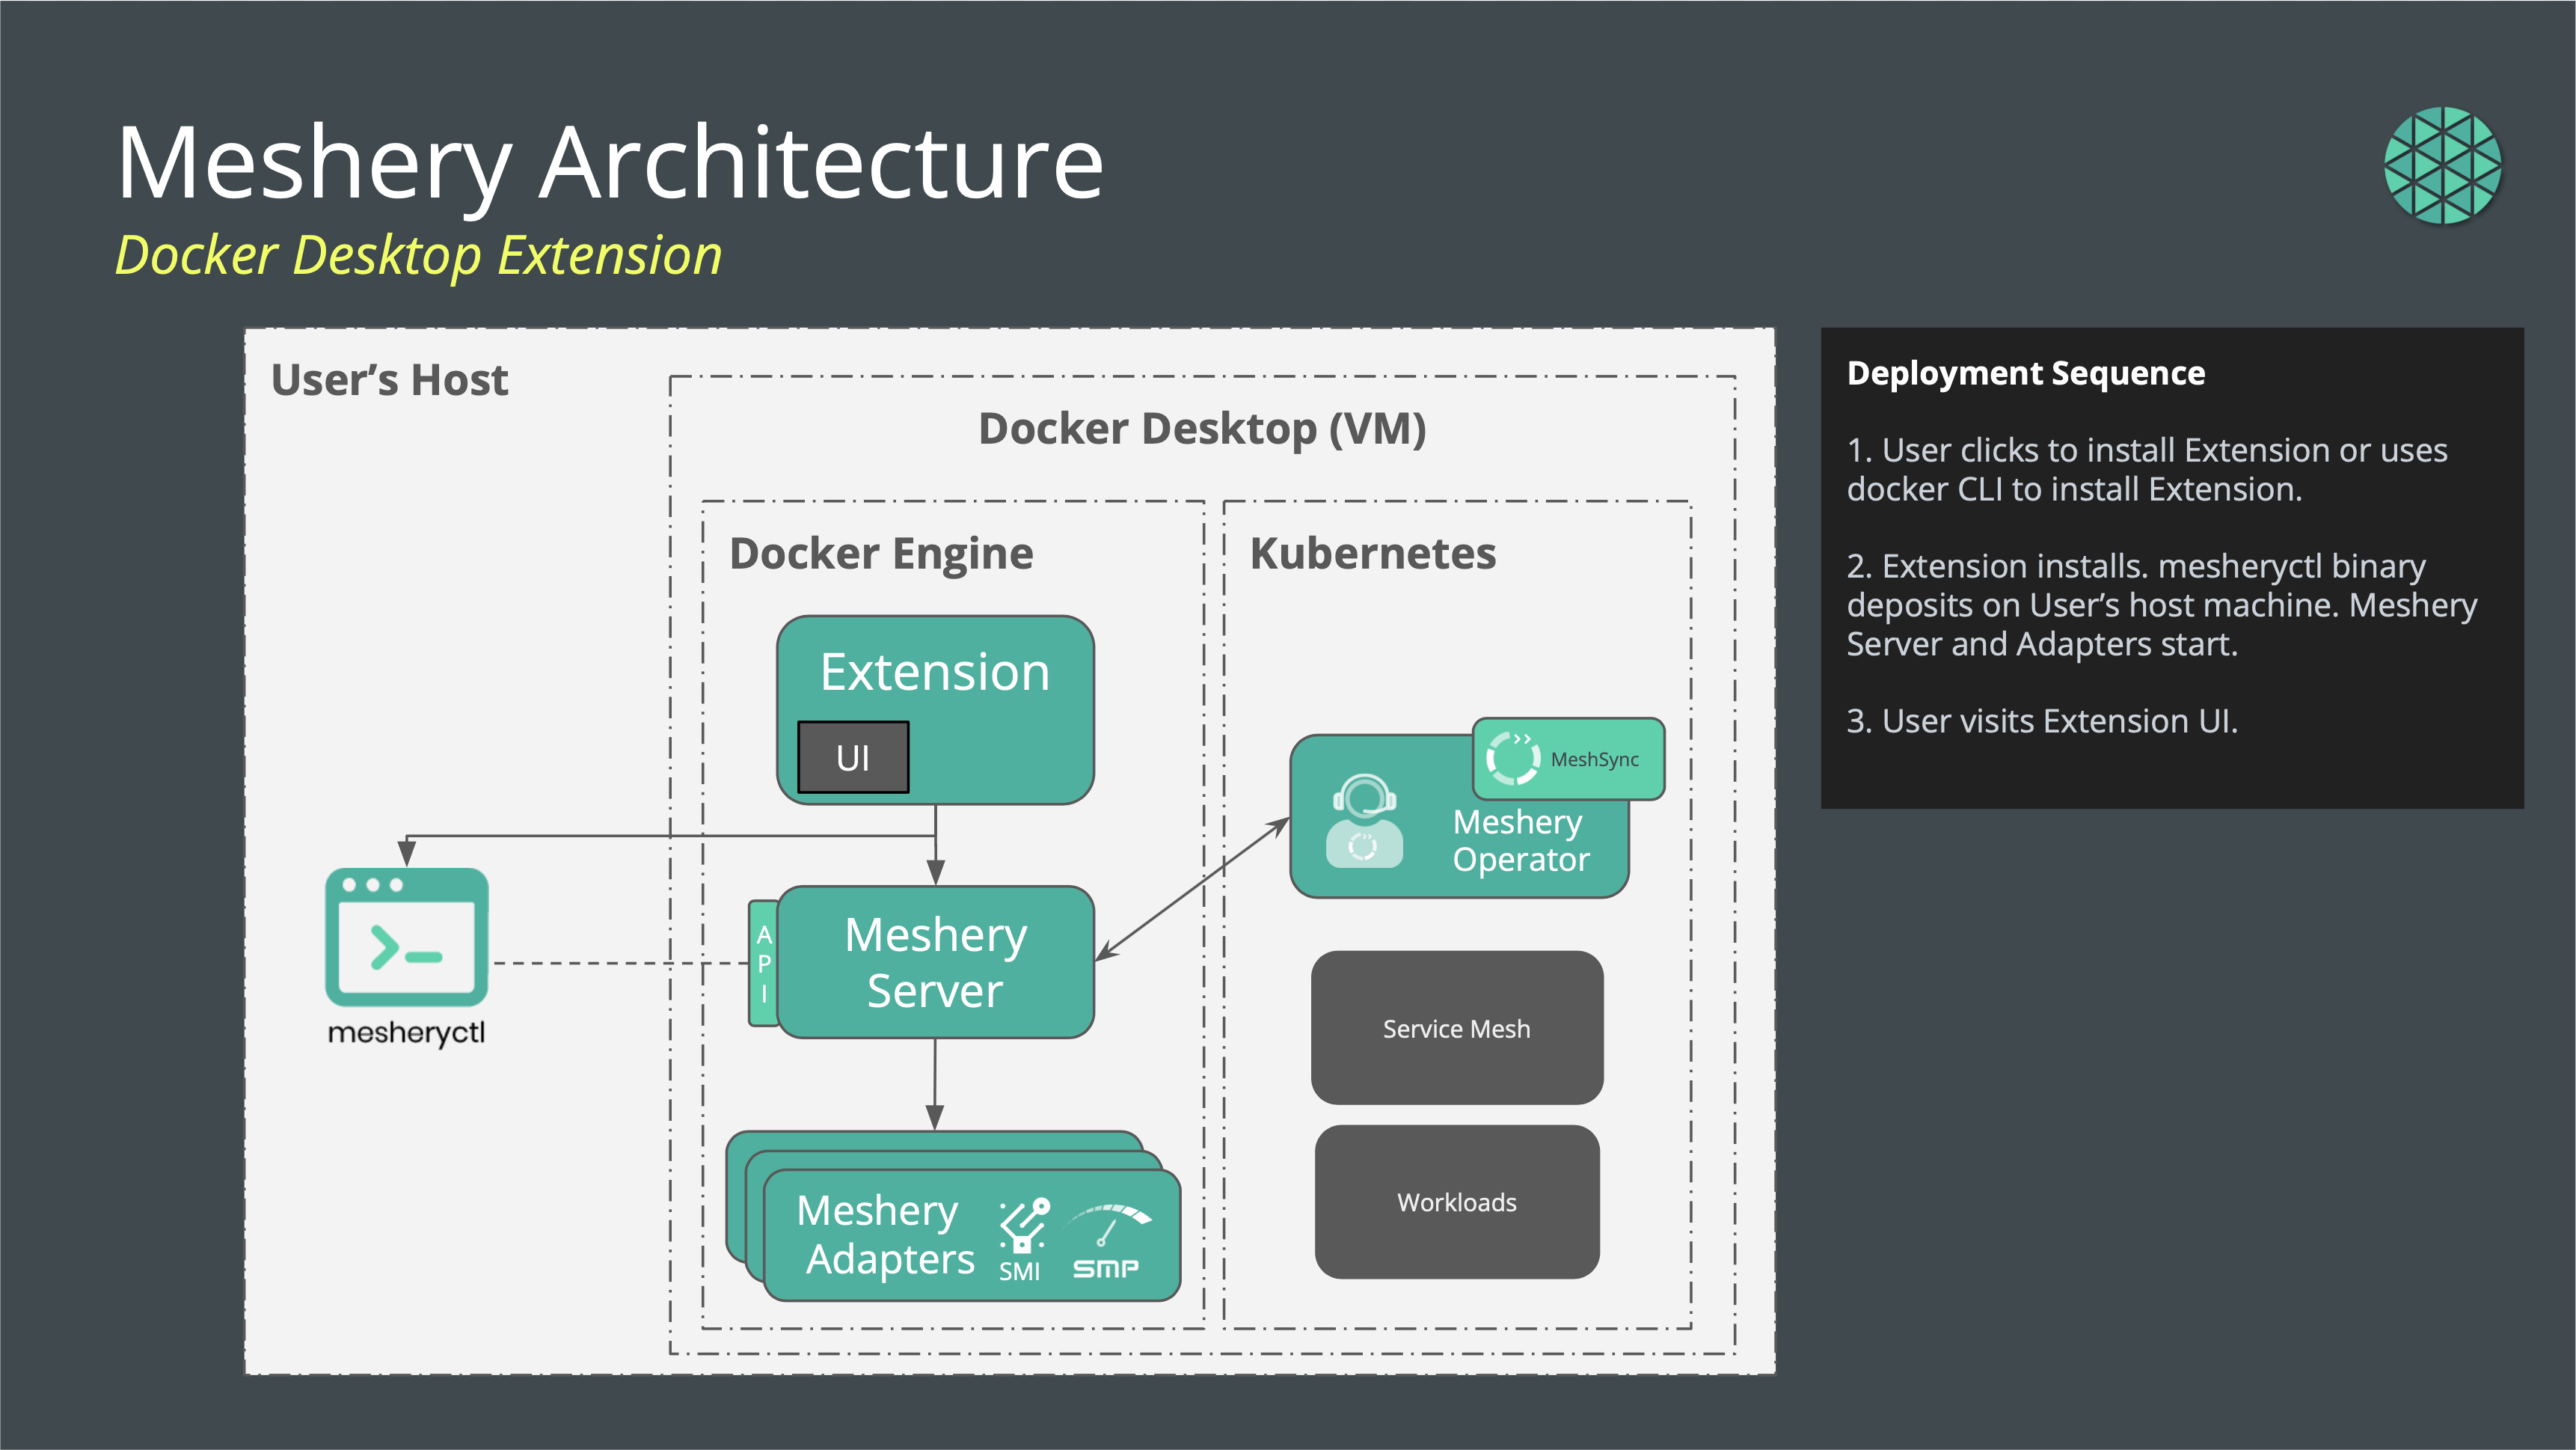 Meshery Architecture
Docker Desktop Extension
User’s Host
Docker Desktop (VM)
Docker Engine
Kubernetes
Extension
UI
MeshSync
Meshery
Operator
mesheryctl
A
P
I
Meshery
Server
Service Mesh
Meshery
Adapters
SMI
SMP
Workloads
Deployment Sequence
1. User clicks to install Extension or uses
docker CLI to install Extension.
2. Extension installs. mesheryctl binary
deposits on User’s host machine. Meshery
Server and Adapters start.
3. User visits Extension UI.